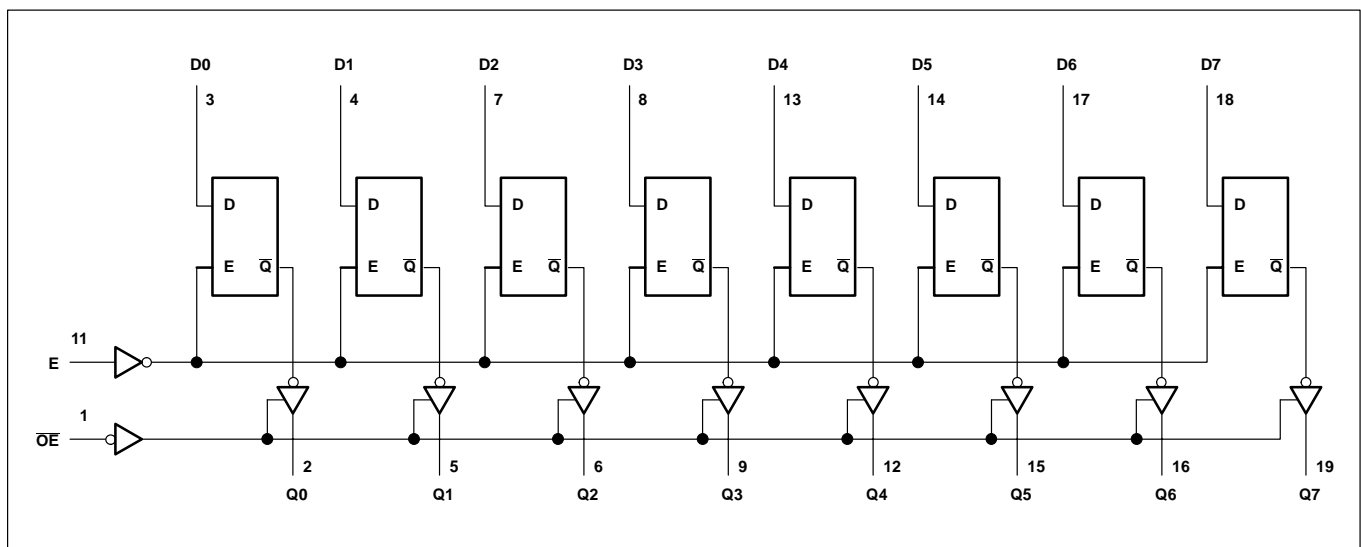 D0 D1 D2 D3 D4 D5 D6 D7
3 4 7 8 13 14 17 18
D D D D D D D D
E Q̅ E Q̅ E Q̅ E Q̅ E Q̅ E Q̅ E Q̅ E Q̅
11
E
1
O̅E̅
2 5 6 9 12 15 16 19
Q0 Q1 Q2 Q3 Q4 Q5 Q6 Q7